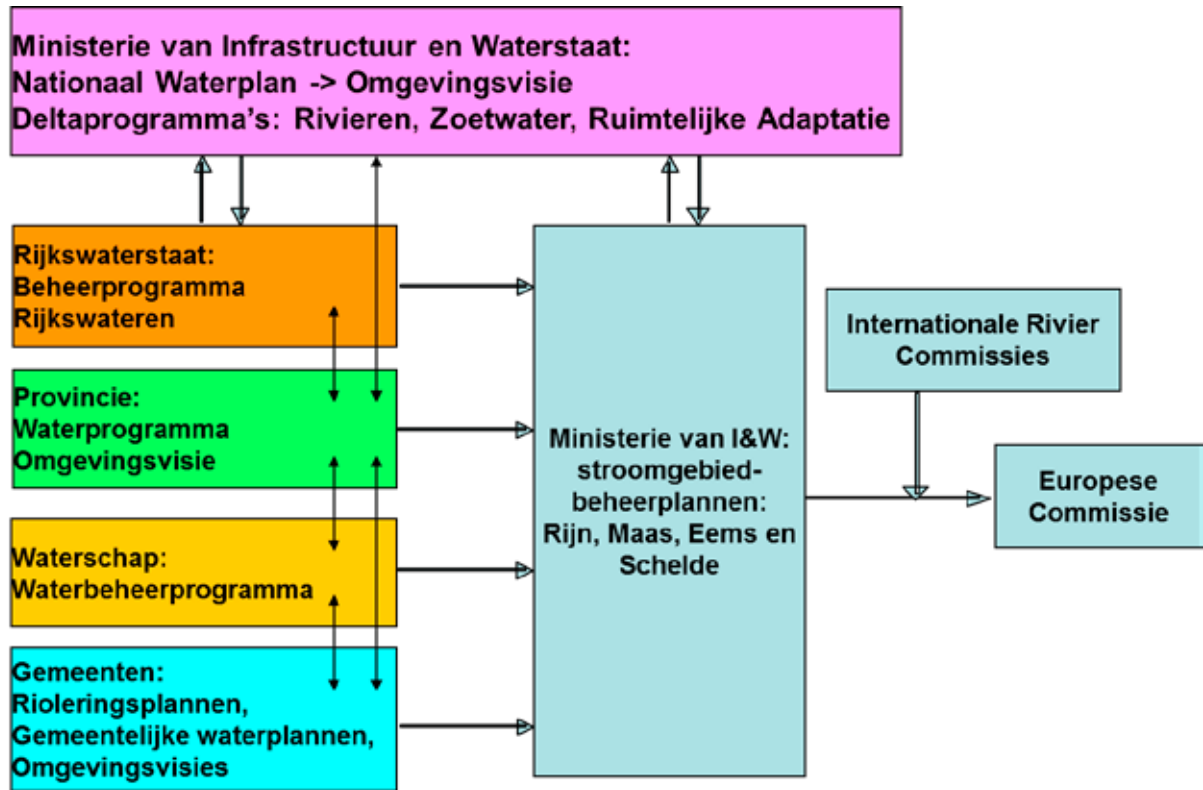 Ministerie van Infrastructuur en Waterstaat:
Nationaal Waterplan -> Omgevingsvisie
Deltaprogramma's: Rivieren, Zoetwater, Ruimtelijke Adaptatie
Rijkswaterstaat:
Beheerprogramma
Rijkswateren
Provincie:
Waterprogramma
Omgevingsvisie
Waterschap:
Waterbeheerprogramma
Gemeenten:
Rioleringsplannen,
Gemeentelijke waterplannen,
Omgevingsvisies
Ministerie van I&W:
stroomgebied-
beheerplannen:
Rijn, Maas, Eems en
Schelde
Internationale Rivier
Commissies
Europese
Commissie